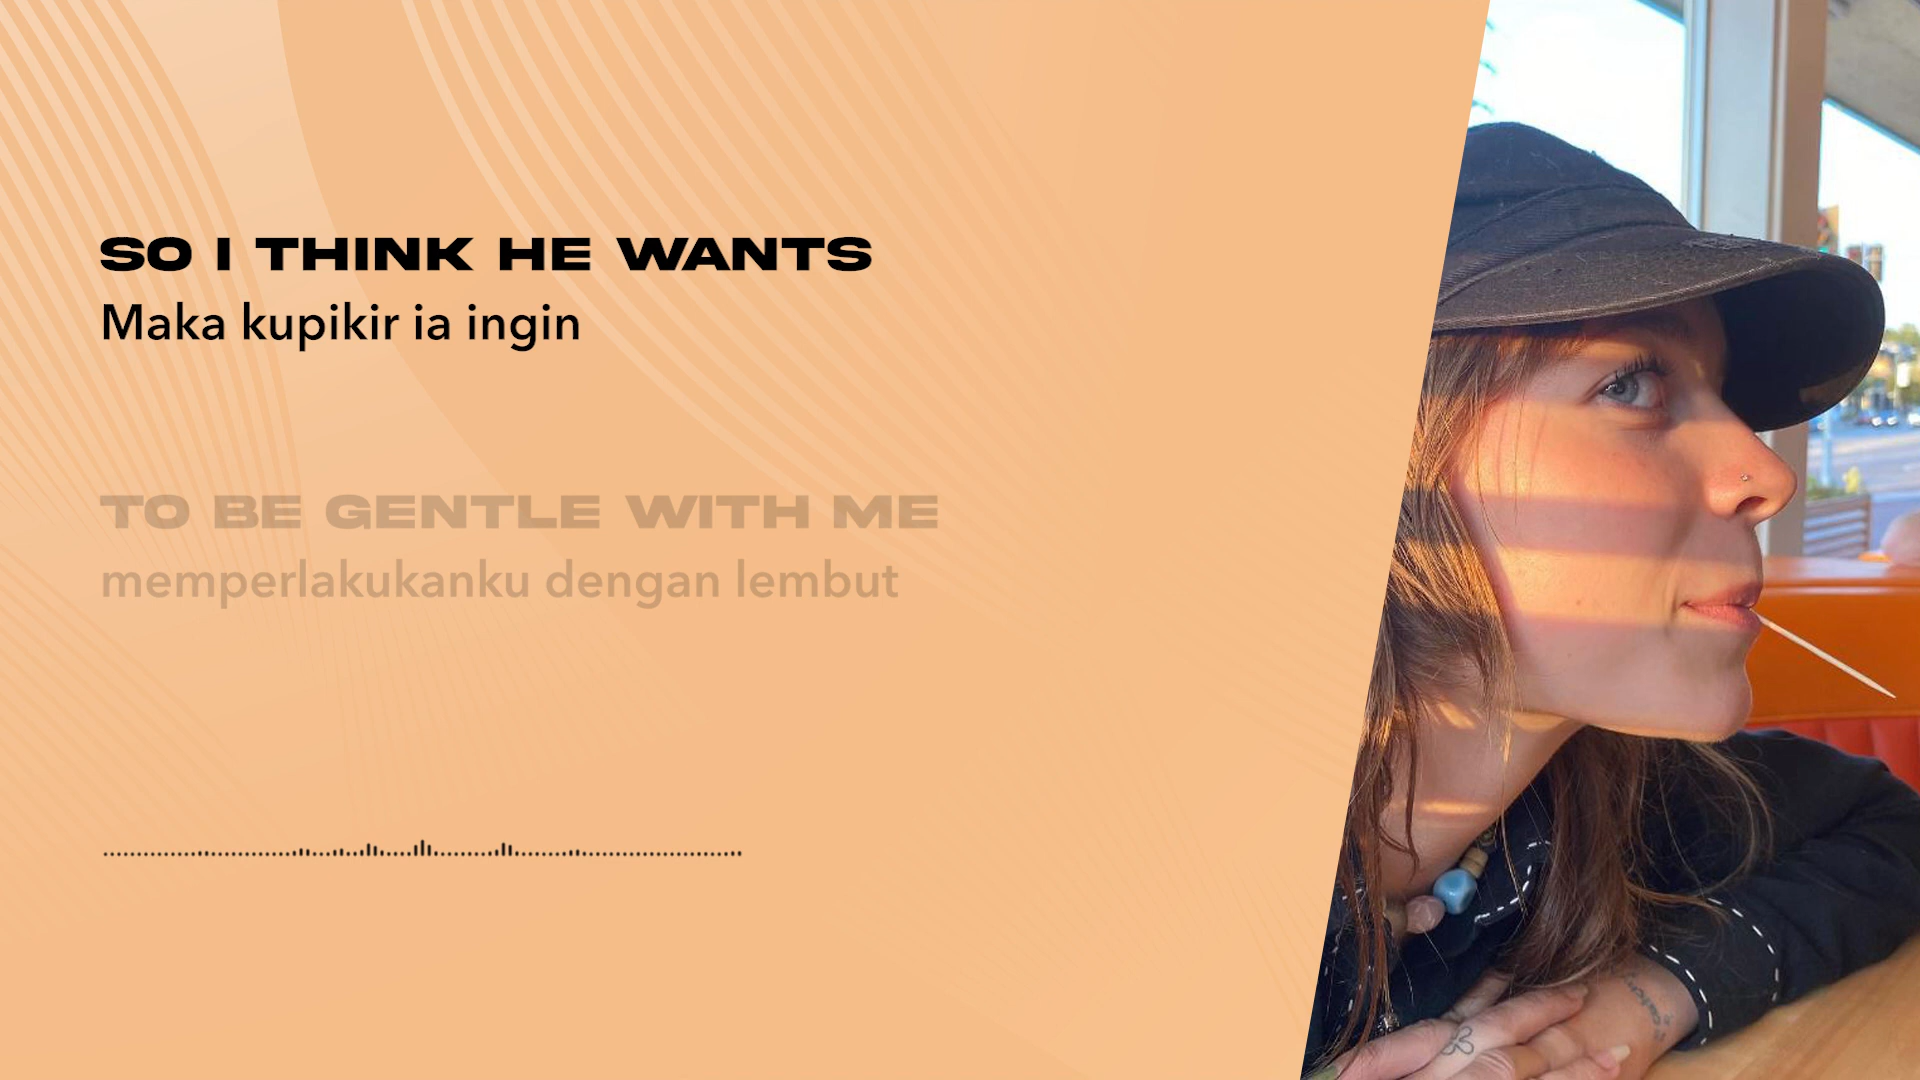 SO I THINK HE WANTS
Maka kupikir ia ingin
TO BE GENTLE WITH ME
memperlakukanku dengan lembut